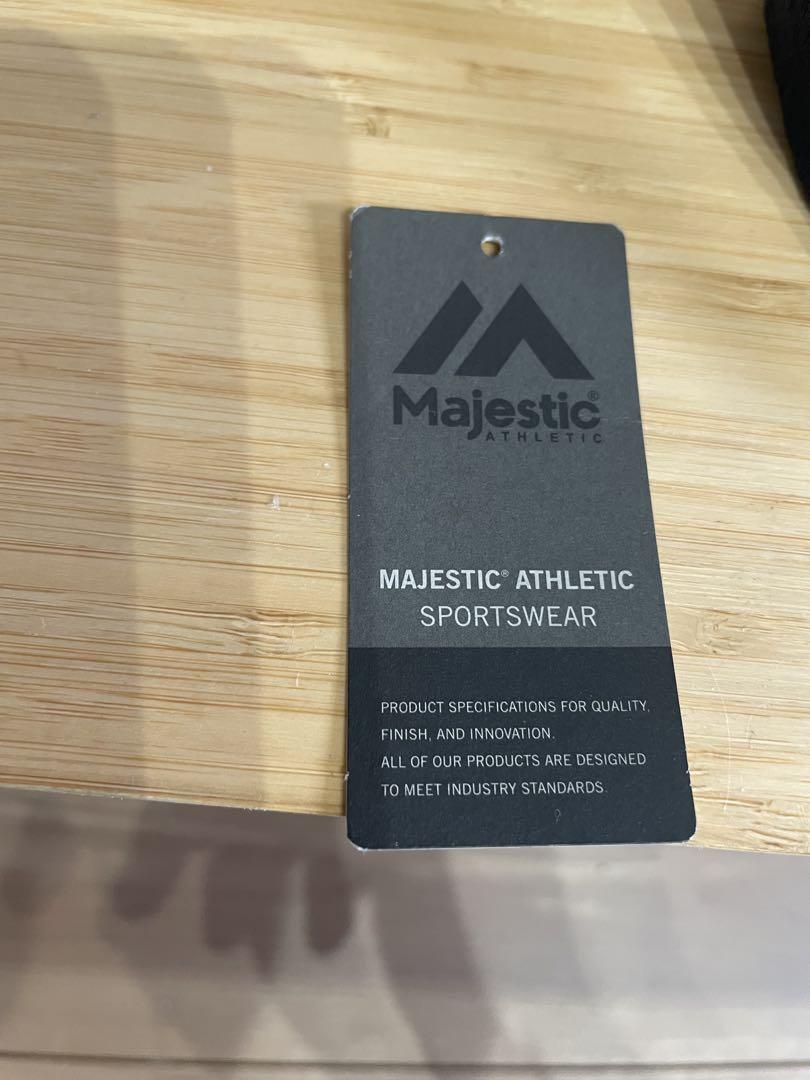 Majestic®
ATHLETIC
MAJESTIC® ATHLETIC
SPORTSWEAR
PRODUCT SPECIFICATIONS FOR QUALITY,
FINISH, AND INNOVATION.
ALL OF OUR PRODUCTS ARE DESIGNED
TO MEET INDUSTRY STANDARDS.